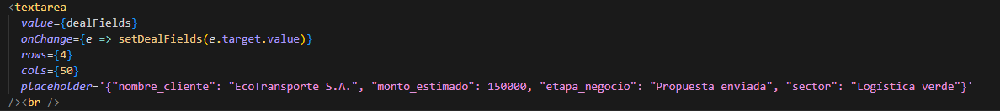 <textarea
value={dealFields}
onChange={e => setDealFields(e.target.value)}
rows={4}
cols={50}
placeholder='{"nombre_cliente": "EcoTransporte S.A.", "monto_estimado": 150000, "etapa_negocio": "Propuesta enviada", "sector": "Logística verde"}'
/><br />